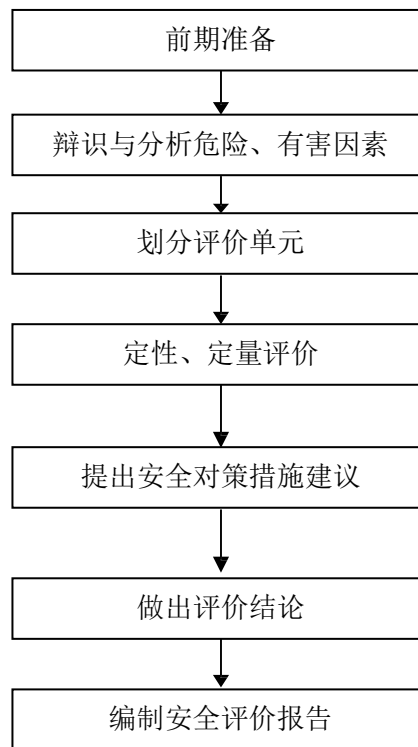 前期准备
辩识与分析危险、有害因素
划分评价单元
定性、定量评价
提出安全对策措施建议
做出评价结论
编制安全评价报告